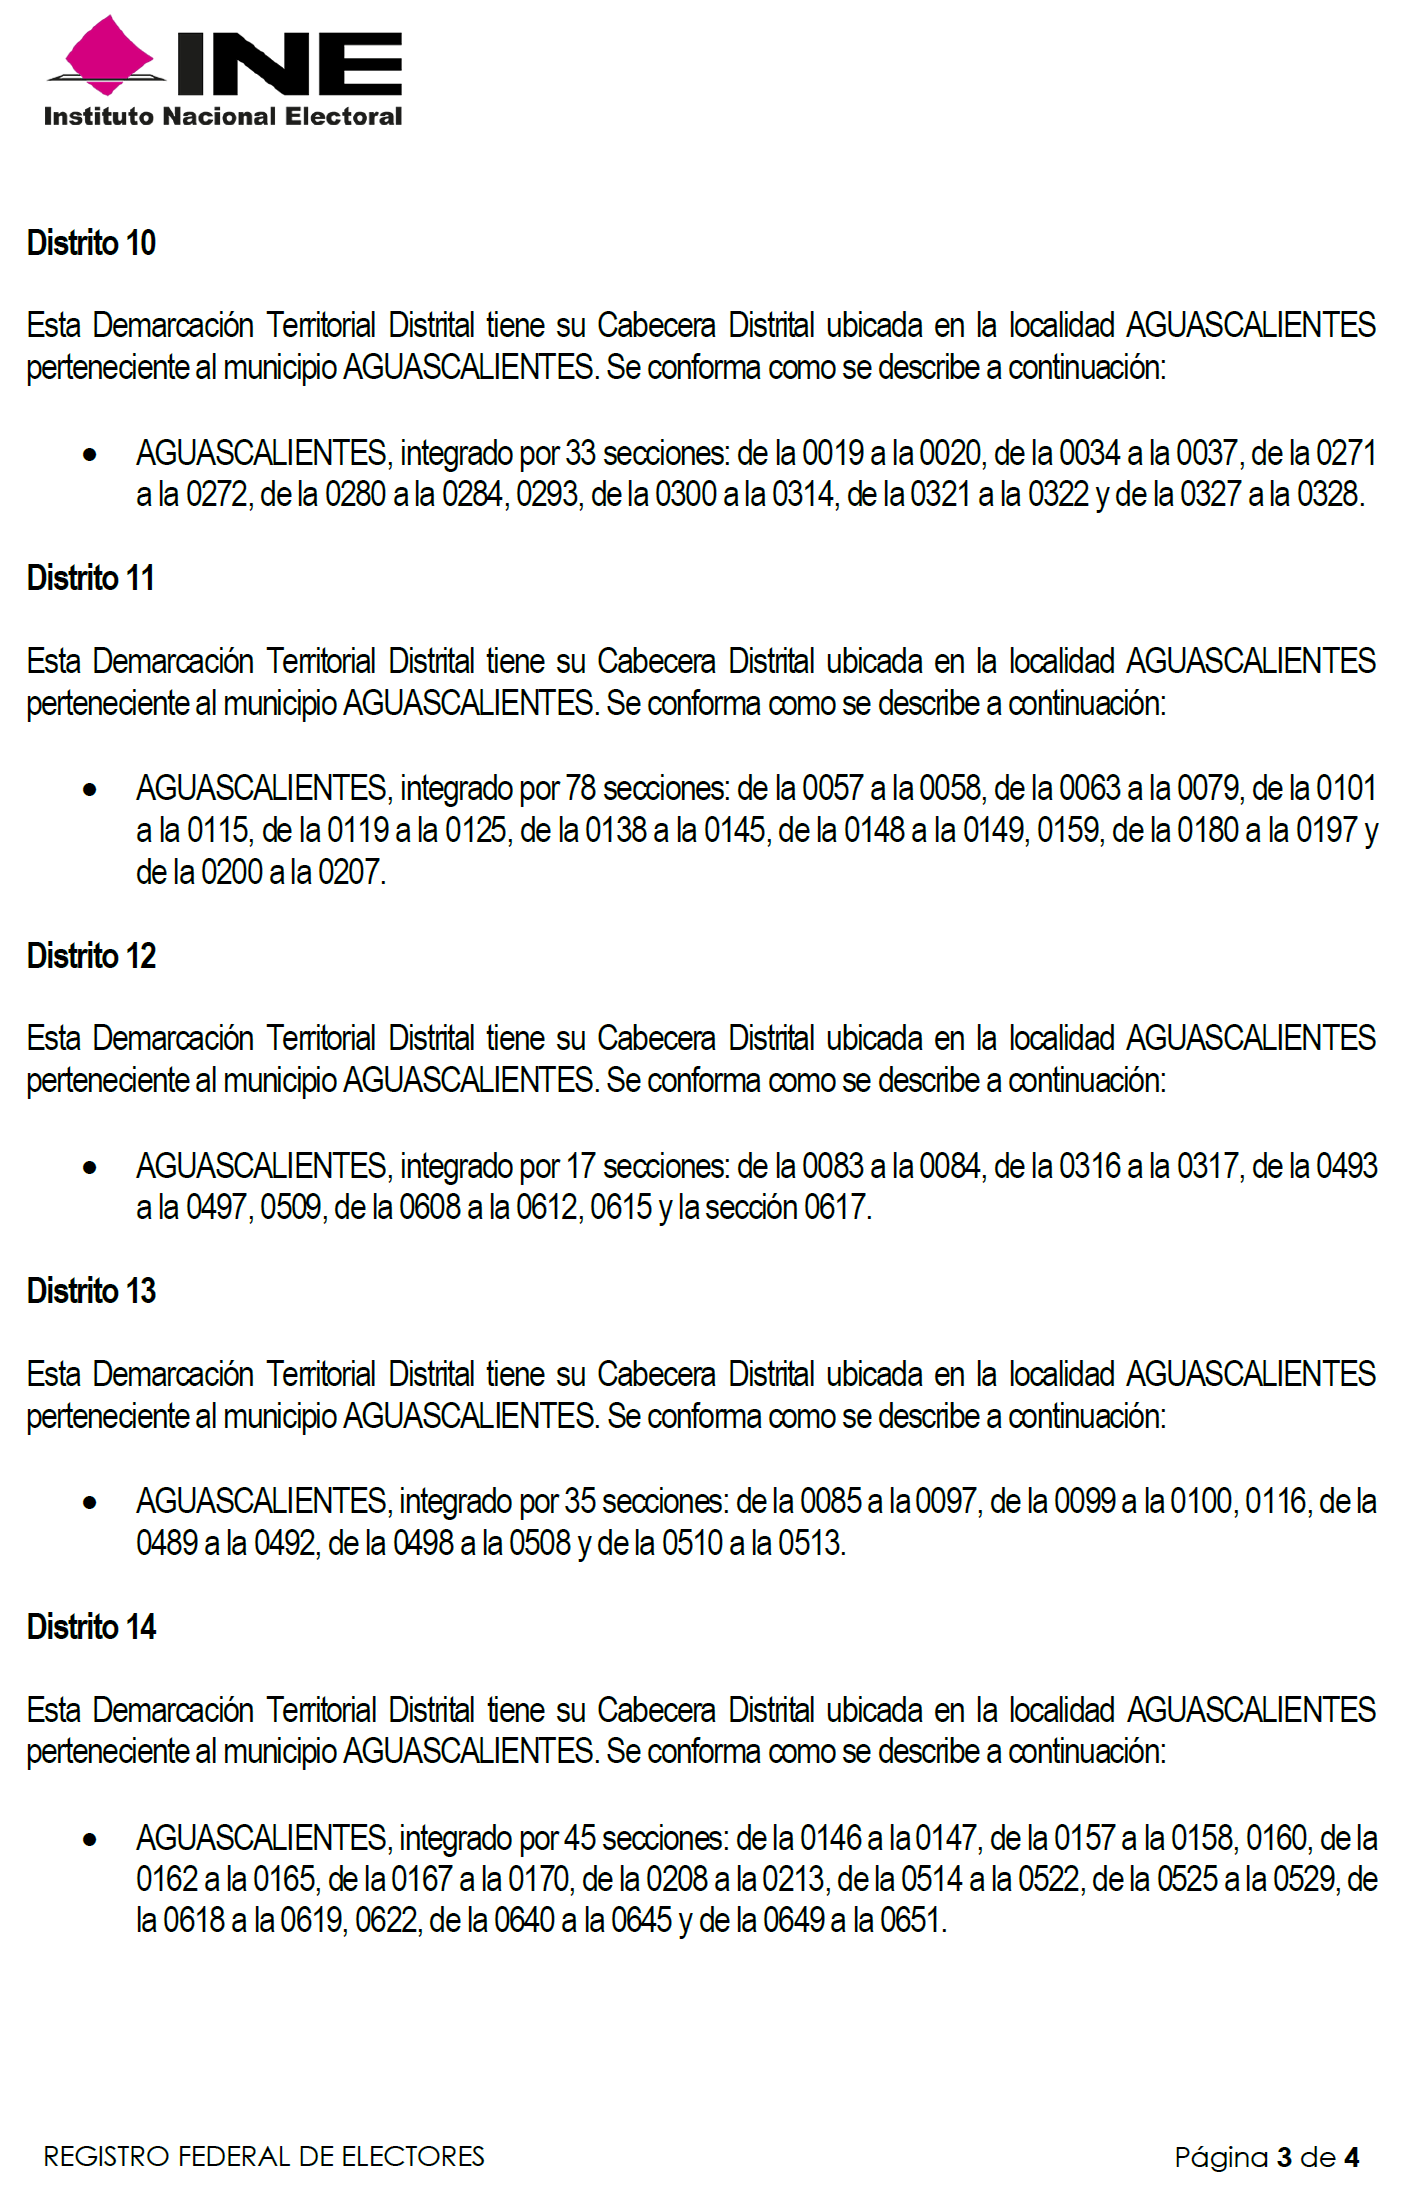 INE
Instituto Nacional Electoral
Distrito 10
Esta Demarcación Territorial Distrital tiene su Cabecera Distrital ubicada en la localidad AGUASCALIENTES
perteneciente al municipio AGUASCALIENTES. Se conforma como se describe a continuación:
● AGUASCALIENTES, integrado por 33 secciones: de la 0019 a la 0020, de la 0034 a la 0037, de la 0271
a la 0272, de la 0280 a la 0284, 0293, de la 0300 a la 0314, de la 0321 a la 0322 y de la 0327 a la 0328.
Distrito 11
Esta Demarcación Territorial Distrital tiene su Cabecera Distrital ubicada en la localidad AGUASCALIENTES
perteneciente al municipio AGUASCALIENTES. Se conforma como se describe a continuación:
● AGUASCALIENTES, integrado por 78 secciones: de la 0057 a la 0058, de la 0063 a la 0079, de la 0101
a la 0115, de la 0119 a la 0125, de la 0138 a la 0145, de la 0148 a la 0149, 0159, de la 0180 a la 0197 y
de la 0200 a la 0207.
Distrito 12
Esta Demarcación Territorial Distrital tiene su Cabecera Distrital ubicada en la localidad AGUASCALIENTES
perteneciente al municipio AGUASCALIENTES. Se conforma como se describe a continuación:
● AGUASCALIENTES, integrado por 17 secciones: de la 0083 a la 0084, de la 0316 a la 0317, de la 0493
a la 0497, 0509, de la 0608 a la 0612, 0615 y la sección 0617.
Distrito 13
Esta Demarcación Territorial Distrital tiene su Cabecera Distrital ubicada en la localidad AGUASCALIENTES
perteneciente al municipio AGUASCALIENTES. Se conforma como se describe a continuación:
● AGUASCALIENTES, integrado por 35 secciones: de la 0085 a la 0097, de la 0099 a la 0100, 0116, de la
0489 a la 0492, de la 0498 a la 0508 y de la 0510 a la 0513.
Distrito 14
Esta Demarcación Territorial Distrital tiene su Cabecera Distrital ubicada en la localidad AGUASCALIENTES
perteneciente al municipio AGUASCALIENTES. Se conforma como se describe a continuación:
● AGUASCALIENTES, integrado por 45 secciones: de la 0146 a la 0147, de la 0157 a la 0158, 0160, de la
0162 a la 0165, de la 0167 a la 0170, de la 0208 a la 0213, de la 0514 a la 0522, de la 0525 a la 0529, de
la 0618 a la 0619, 0622, de la 0640 a la 0645 y de la 0649 a la 0651.
REGISTRO FEDERAL DE ELECTORES
Página 3 de 4